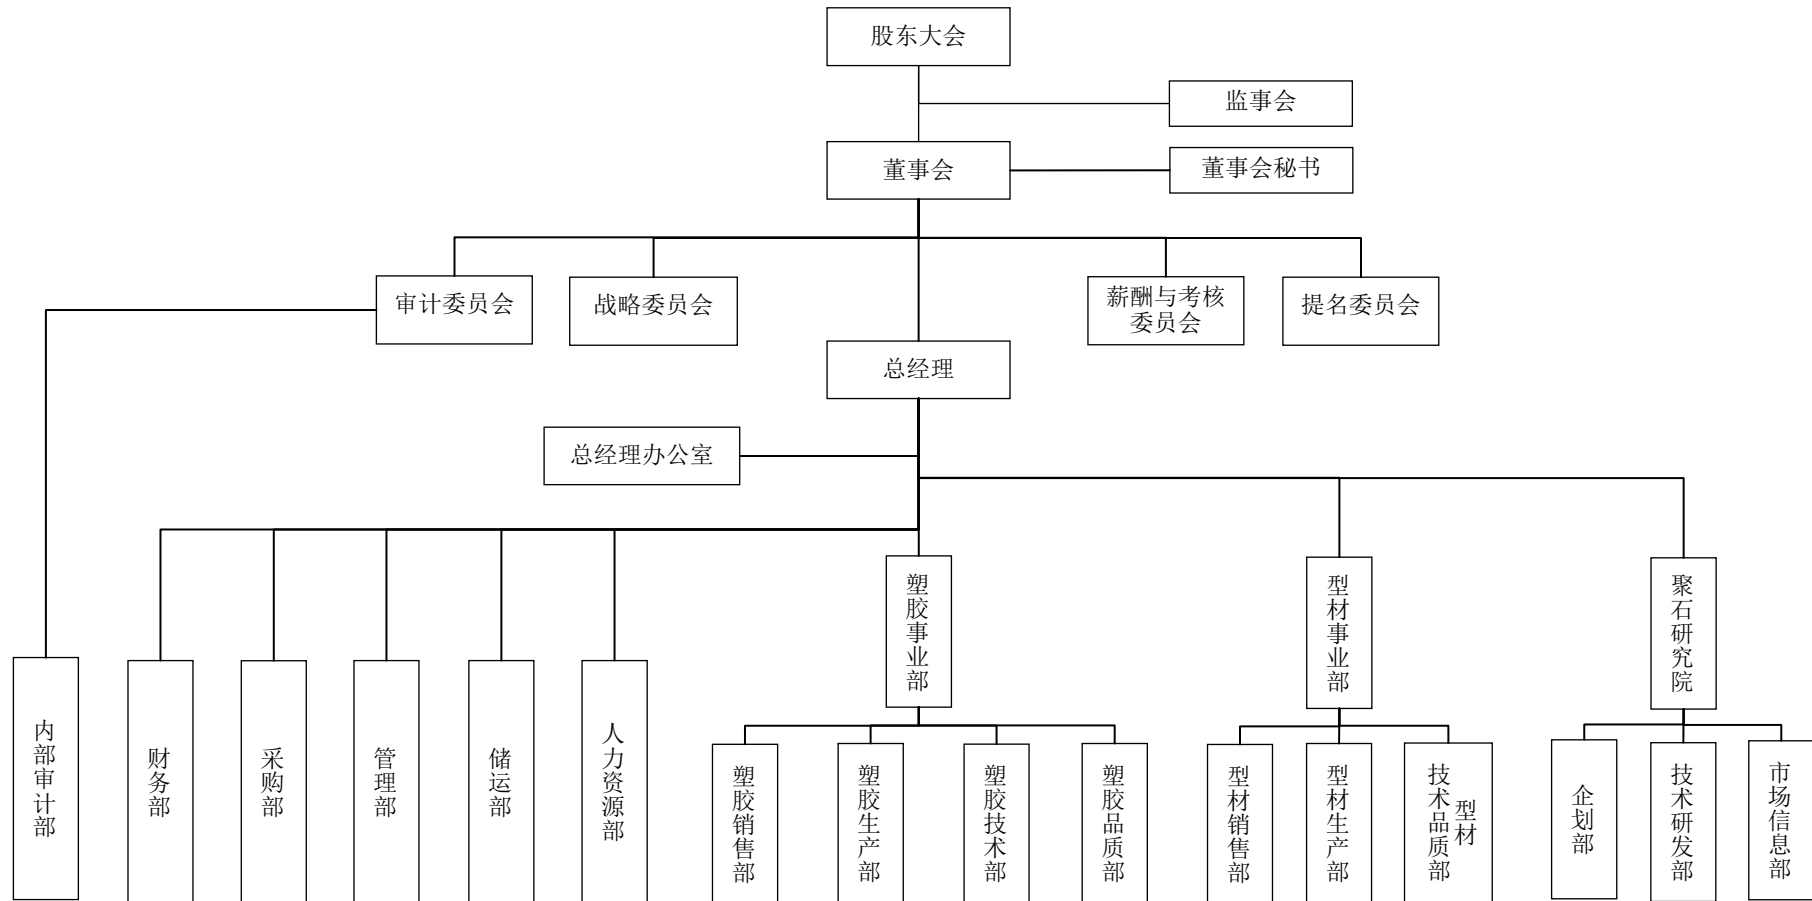 股东大会
监事会
董事会
董事会秘书
审计委员会
战略委员会
薪酬与考核
委员会
提名委员会
总经理
总经理办公室
塑胶事业部
型材事业部
聚石研究院
内部审计部
财务部
采购部
管理部
储运部
人力资源部
塑胶销售部
塑胶生产部
塑胶技术部
塑胶品质部
型材销售部
型材生产部
型材
技术品质部
企划部
技术研发部
市场信息部